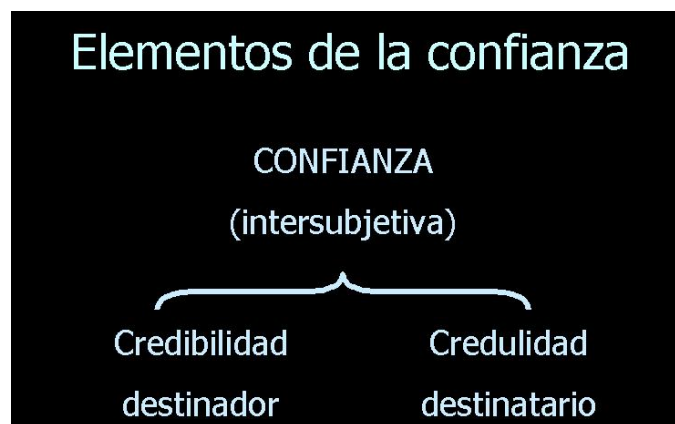 Elementos de la confianza
CONFIANZA
(intersubjetiva)
Credibilidad Credulidad
destinador destinatario